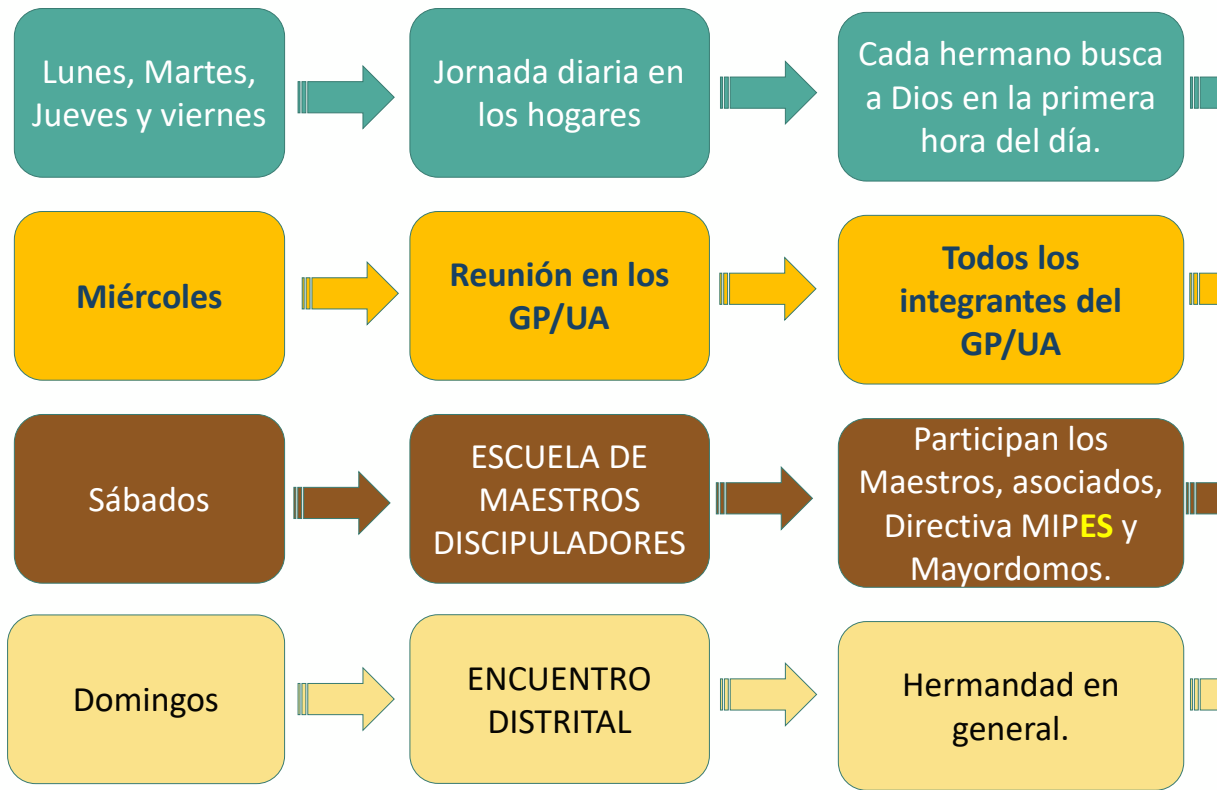 Lunes, Martes,
Jueves y viernes
Jornada diaria en
los hogares
Cada hermano busca
a Dios en la primera
hora del día.
Miércoles
Reunión en los
GP/UA
Todos los
integrantes del
GP/UA
Sábados
ESCUELA DE
MAESTROS
DISCIPULADORES
Participan los
Maestros, asociados,
Directiva MIPES y
Mayordomos.
Domingos
ENCUENTRO
DISTRITAL
Hermandad en
general.